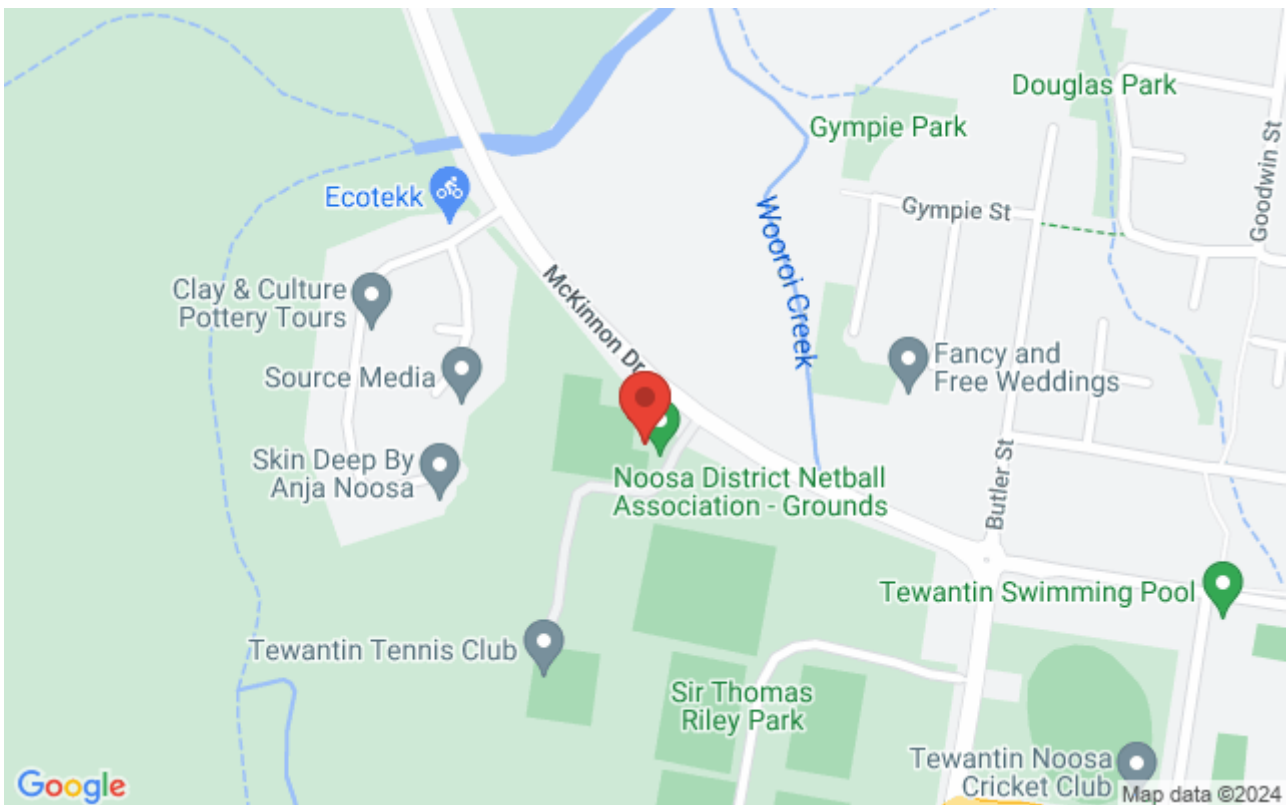 Douglas Park
Gympie Park
Goodwin St
Ecotekk
Gympie St
Wooroi Creek
Clay & Culture
Pottery Tours
McKinnon Dr
Source Media
Fancy and
Free Weddings
Skin Deep By
Anja Noosa
Noosa District Netball
Association - Grounds
Butler St
Tewantin Swimming Pool
Tewantin Tennis Club
Sir Thomas
Riley Park
Tewantin Noosa
Cricket Club
Google
Map data ©2024